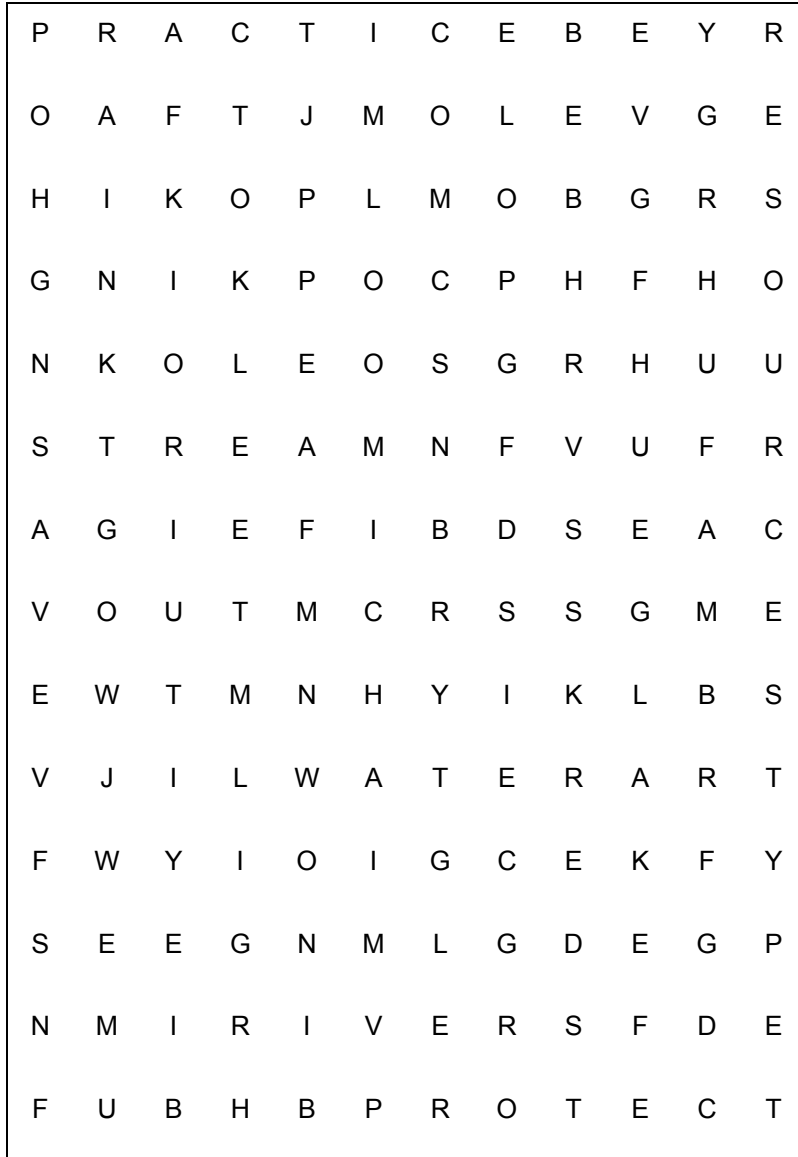 P R A C T I C E B E Y R
O A F T J M O L E V G E
H I K O P L M O B G R S
G N I K P O C P H F H O
N K O L E O S G R H U U
S T R E A M N F V U F R
A G I E F I B D S E A C
V O U T M C R S S G M E
E W T M N H Y I K L B S
V J I L W A T E R A R T
F W Y I O I G C E K F Y
S E E G N M L G D E G P
N M I R I V E R S F D E
F U B H B P R O T E C T